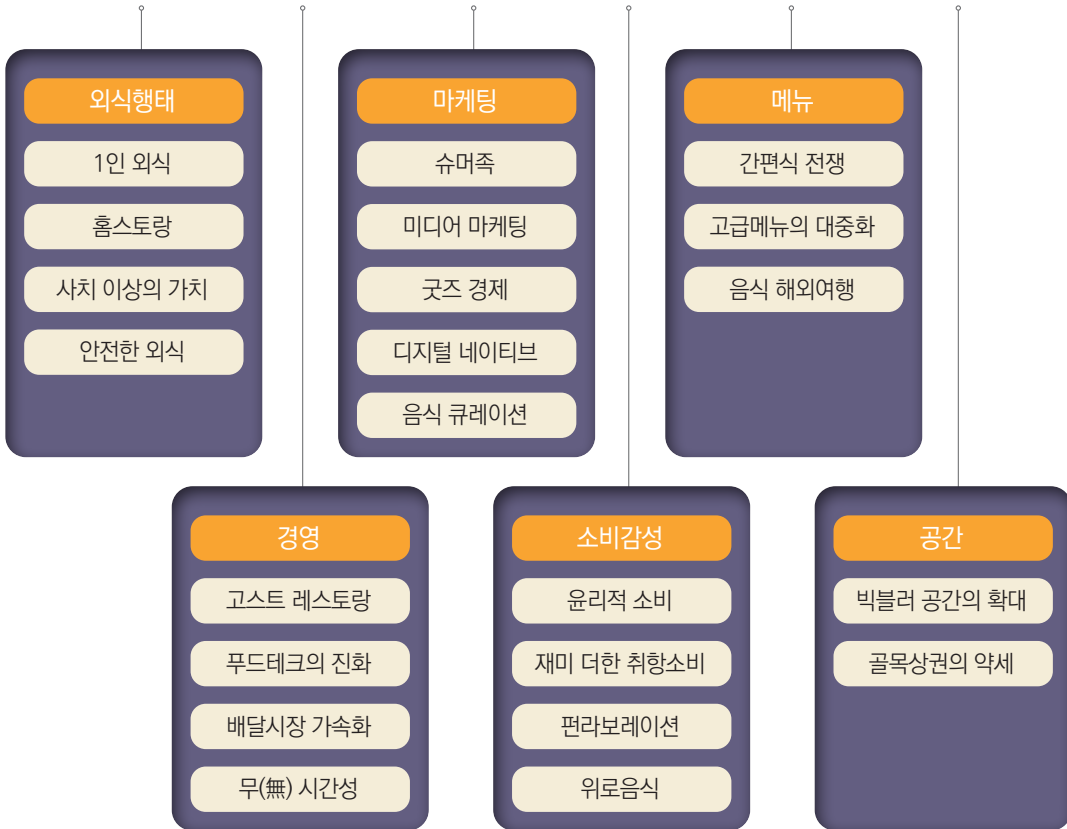 외식행태
1인 외식
홈스토랑
사치 이상의 가치
안전한 외식
마케팅
슈머족
미디어 마케팅
굿즈 경제
디지털 네이티브
음식 큐레이션
메뉴
간편식 전쟁
고급메뉴의 대중화
음식 해외여행
경영
고스트 레스토랑
푸드테크의 진화
배달시장 가속화
무(無) 시간성
소비감성
윤리적 소비
재미 더한 취향소비
펀라보레이션
위로음식
공간
빅블러 공간의 확대
골목상권의 약세